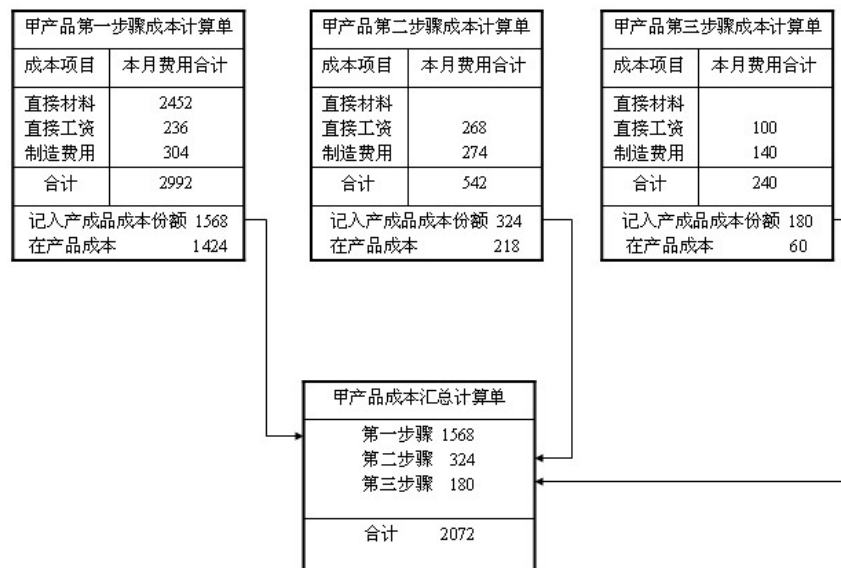 甲产品第一步骤成本计算单
成本项目 本月费用合计
直接材料 2452
直接工资 236
制造费用 304
合计 2992
记入产成品成本份额 1568
在产品成本 1424
甲产品第二步骤成本计算单
成本项目 本月费用合计
直接材料
直接工资 268
制造费用 274
合计 542
记入产成品成本份额 324
在产品成本 218
甲产品第三步骤成本计算单
成本项目 本月费用合计
直接材料
直接工资 100
制造费用 140
合计 240
记入产成品成本份额 180
在产品成本 60
甲产品成本汇总计算单
第一步骤 1568
第二步骤 324
第三步骤 180
合计 2072